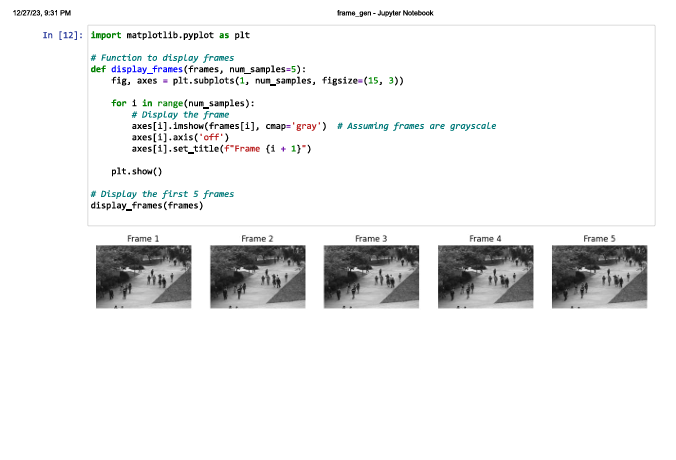 12/27/23, 9:31 PM
frame_gen - Jupyter Notebook
In [12]: import matplotlib.pyplot as plt
# Function to display frames
def display_frames(frames, num_samples=5):
    fig, axes = plt.subplots(1, num_samples, figsize=(15, 3))
    for i in range(num_samples):
        # Display the frame
        axes[i].imshow(frames[i], cmap='gray')  # Assuming frames are grayscale
        axes[i].axis('off')
        axes[i].set_title(f"Frame {i + 1}")
    plt.show()
# Display the first 5 frames
display_frames(frames)
Frame 1 Frame 2 Frame 3 Frame 4 Frame 5